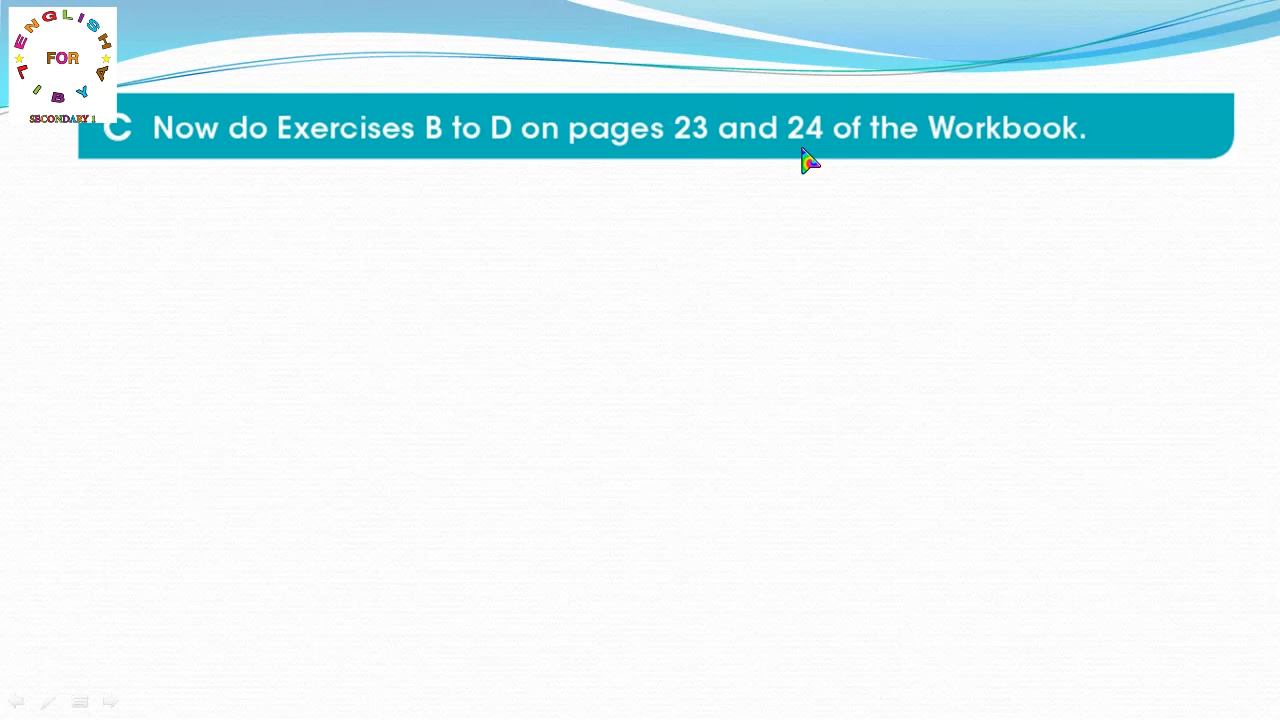 ENGLISH
FOR
LIBYA
SECONDARY 1
C Now do Exercises B to D on pages 23 and 24 of the Workbook.